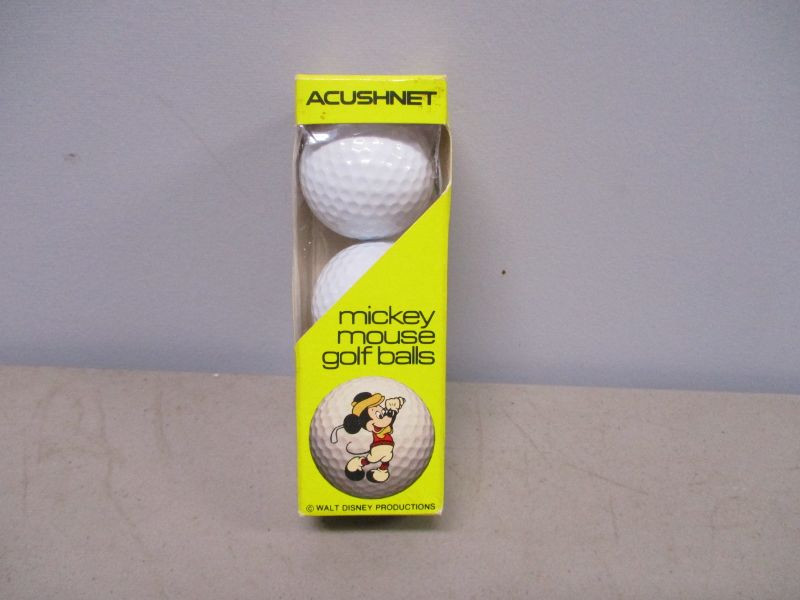 ACUSHNET
mickey
mouse
golf balls
© WALT DISNEY PRODUCTIONS